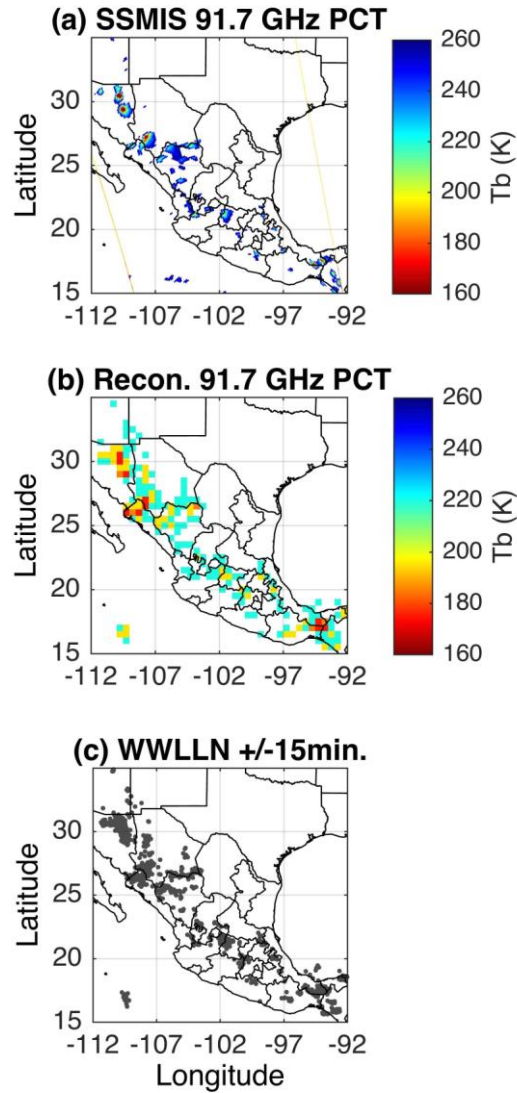 (a) SSMIS 91.7 GHz PCT
260
240
220
200
180
160
Tb (K)
30
25
20
15
Latitude
-112 -107 -102 -97 -92
(b) Recon. 91.7 GHz PCT
260
240
220
200
180
160
Tb (K)
30
25
20
15
Latitude
-112 -107 -102 -97 -92
(c) WWLLN +/-15min.
30
25
20
15
Latitude
-112 -107 -102 -97 -92
Longitude